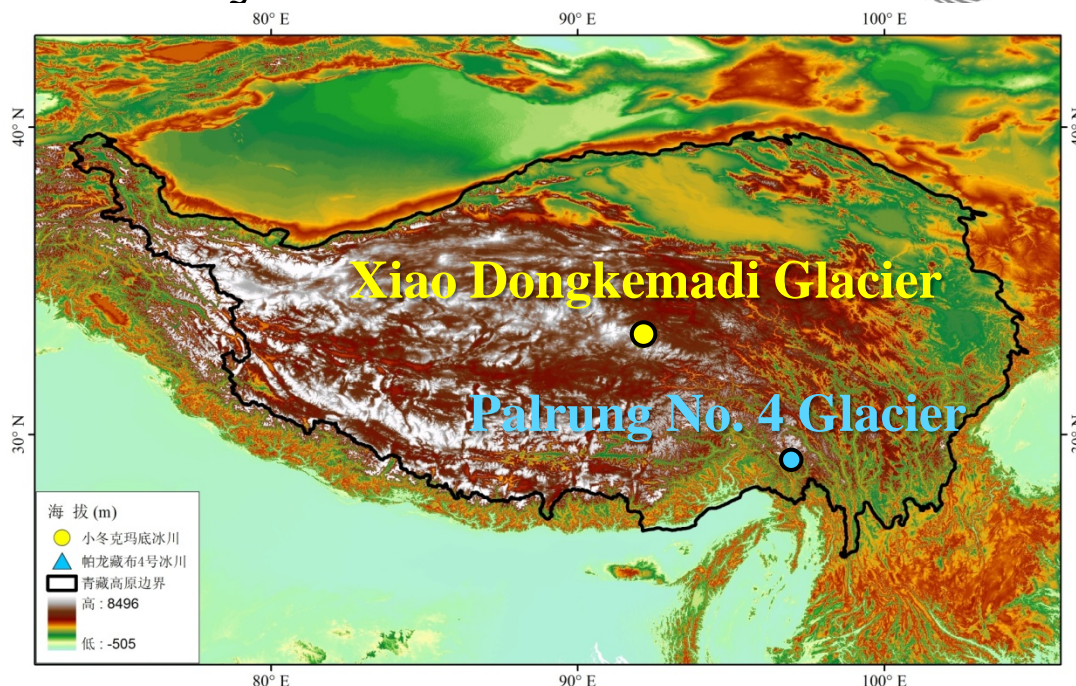 80° E 90° E 100° E
40° N
40° N
Xiao Dongkemadi Glacier
Palrung No. 4 Glacier
30° N
30° N
海 拔 (m)
小冬克玛底冰川
帕龙藏布4号冰川
青藏高原边界
高 : 8496
低 : -505
80° E 90° E 100° E